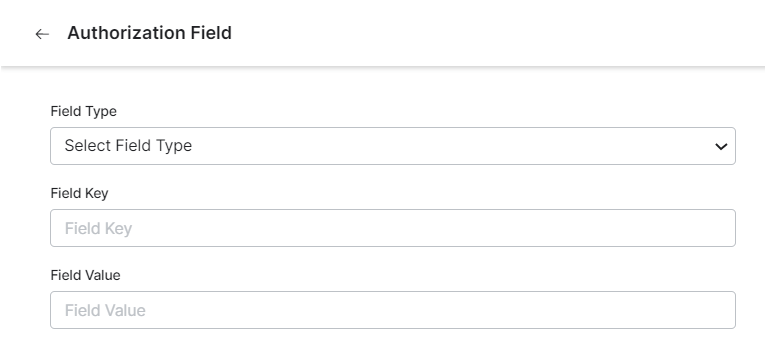 Authorization Field
Field Type
Select Field Type
Field Key
Field Key
Field Value
Field Value